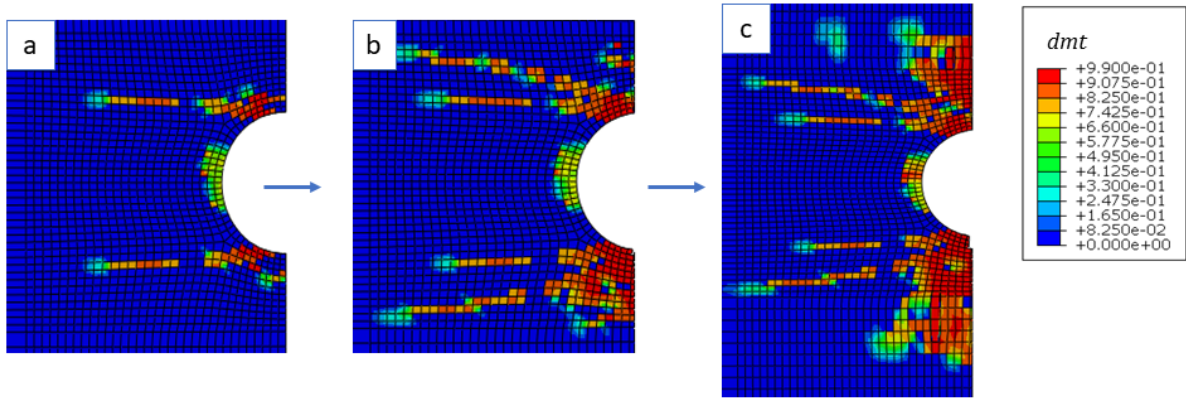 a
b
c
dmt
+9.900e-01
+9.075e-01
+8.250e-01
+7.425e-01
+6.600e-01
+5.775e-01
+4.950e-01
+4.125e-01
+3.300e-01
+2.475e-01
+1.650e-01
+8.250e-02
+0.000e+00